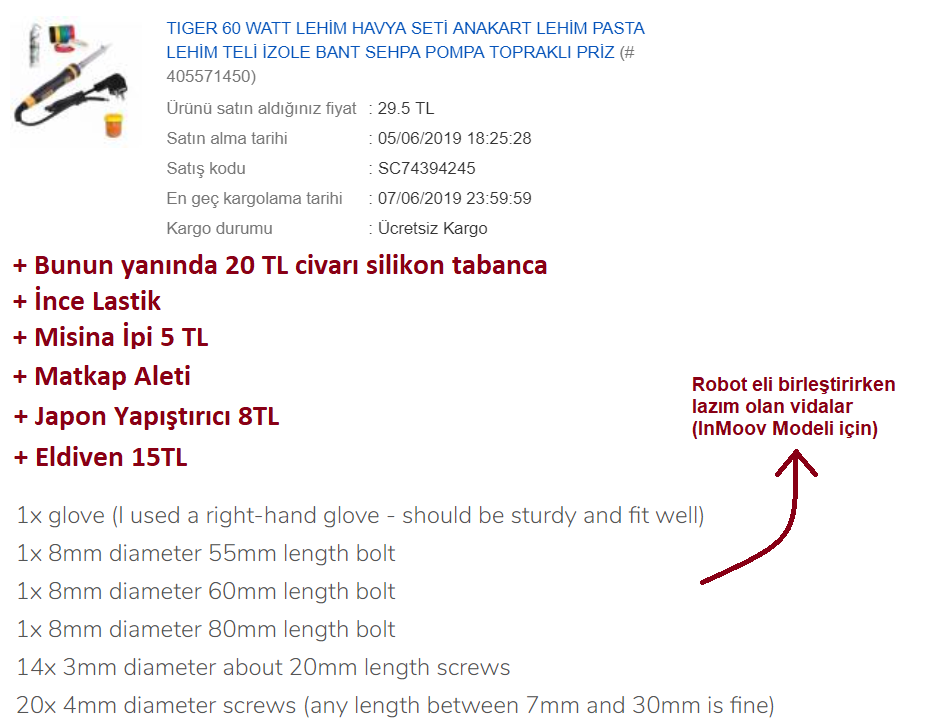 TIGER 60 WATT LEHİM HAVYA SETİ ANAKART LEHİM PASTA
LEHİM TELİ İZOLE BANT SEHPA POMPA TOPRAKLI PRİZ (#
405571450)
Ürünü satın aldığınız fiyat : 29.5 TL
Satın alma tarihi : 05/06/2019 18:25:28
Satış kodu : SC74394245
En geç kargolama tarihi : 07/06/2019 23:59:59
Kargo durumu : Ücretsiz Kargo
+ Bunun yanında 20 TL civarı silikon tabanca
+ İnce Lastik
+ Misina İpi 5 TL
+ Matkap Aleti
+ Japon Yapıştırıcı 8TL
+ Eldiven 15TL
Robot eli birleştirirken
lazım olan vidalar
(InMoov Modeli için)
1x glove (I used a right-hand glove - should be sturdy and fit well)
1x 8mm diameter 55mm length bolt
1x 8mm diameter 60mm length bolt
1x 8mm diameter 80mm length bolt
14x 3mm diameter about 20mm length screws
20x 4mm diameter screws (any length between 7mm and 30mm is fine)